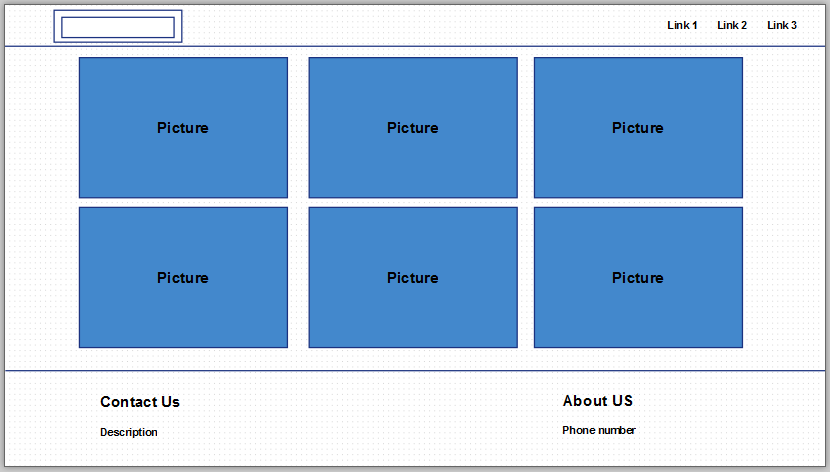 Link 1 Link 2 Link 3
Picture Picture Picture
Picture Picture Picture
Contact Us About US
Description Phone number